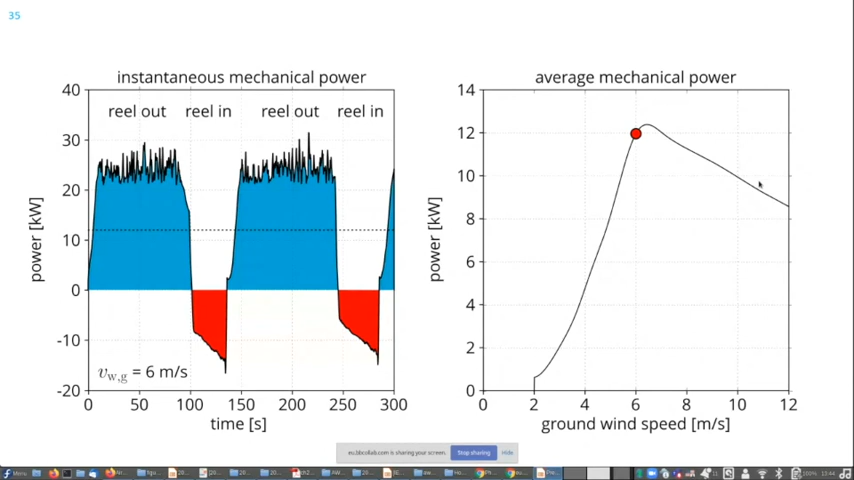 35
instantaneous mechanical power
reel out reel in reel out reel in
40
30
20
10
0
-10
-20
power [kW]
v_w,g = 6 m/s
0 50 100 150 200 250 300
time [s]
average mechanical power
14
12
10
8
6
4
2
0
power [kW]
0 2 4 6 8 10 12
ground wind speed [m/s]
eu.bbcollab.com is sharing your screen.
Stop sharing
Hide
Menu
100%